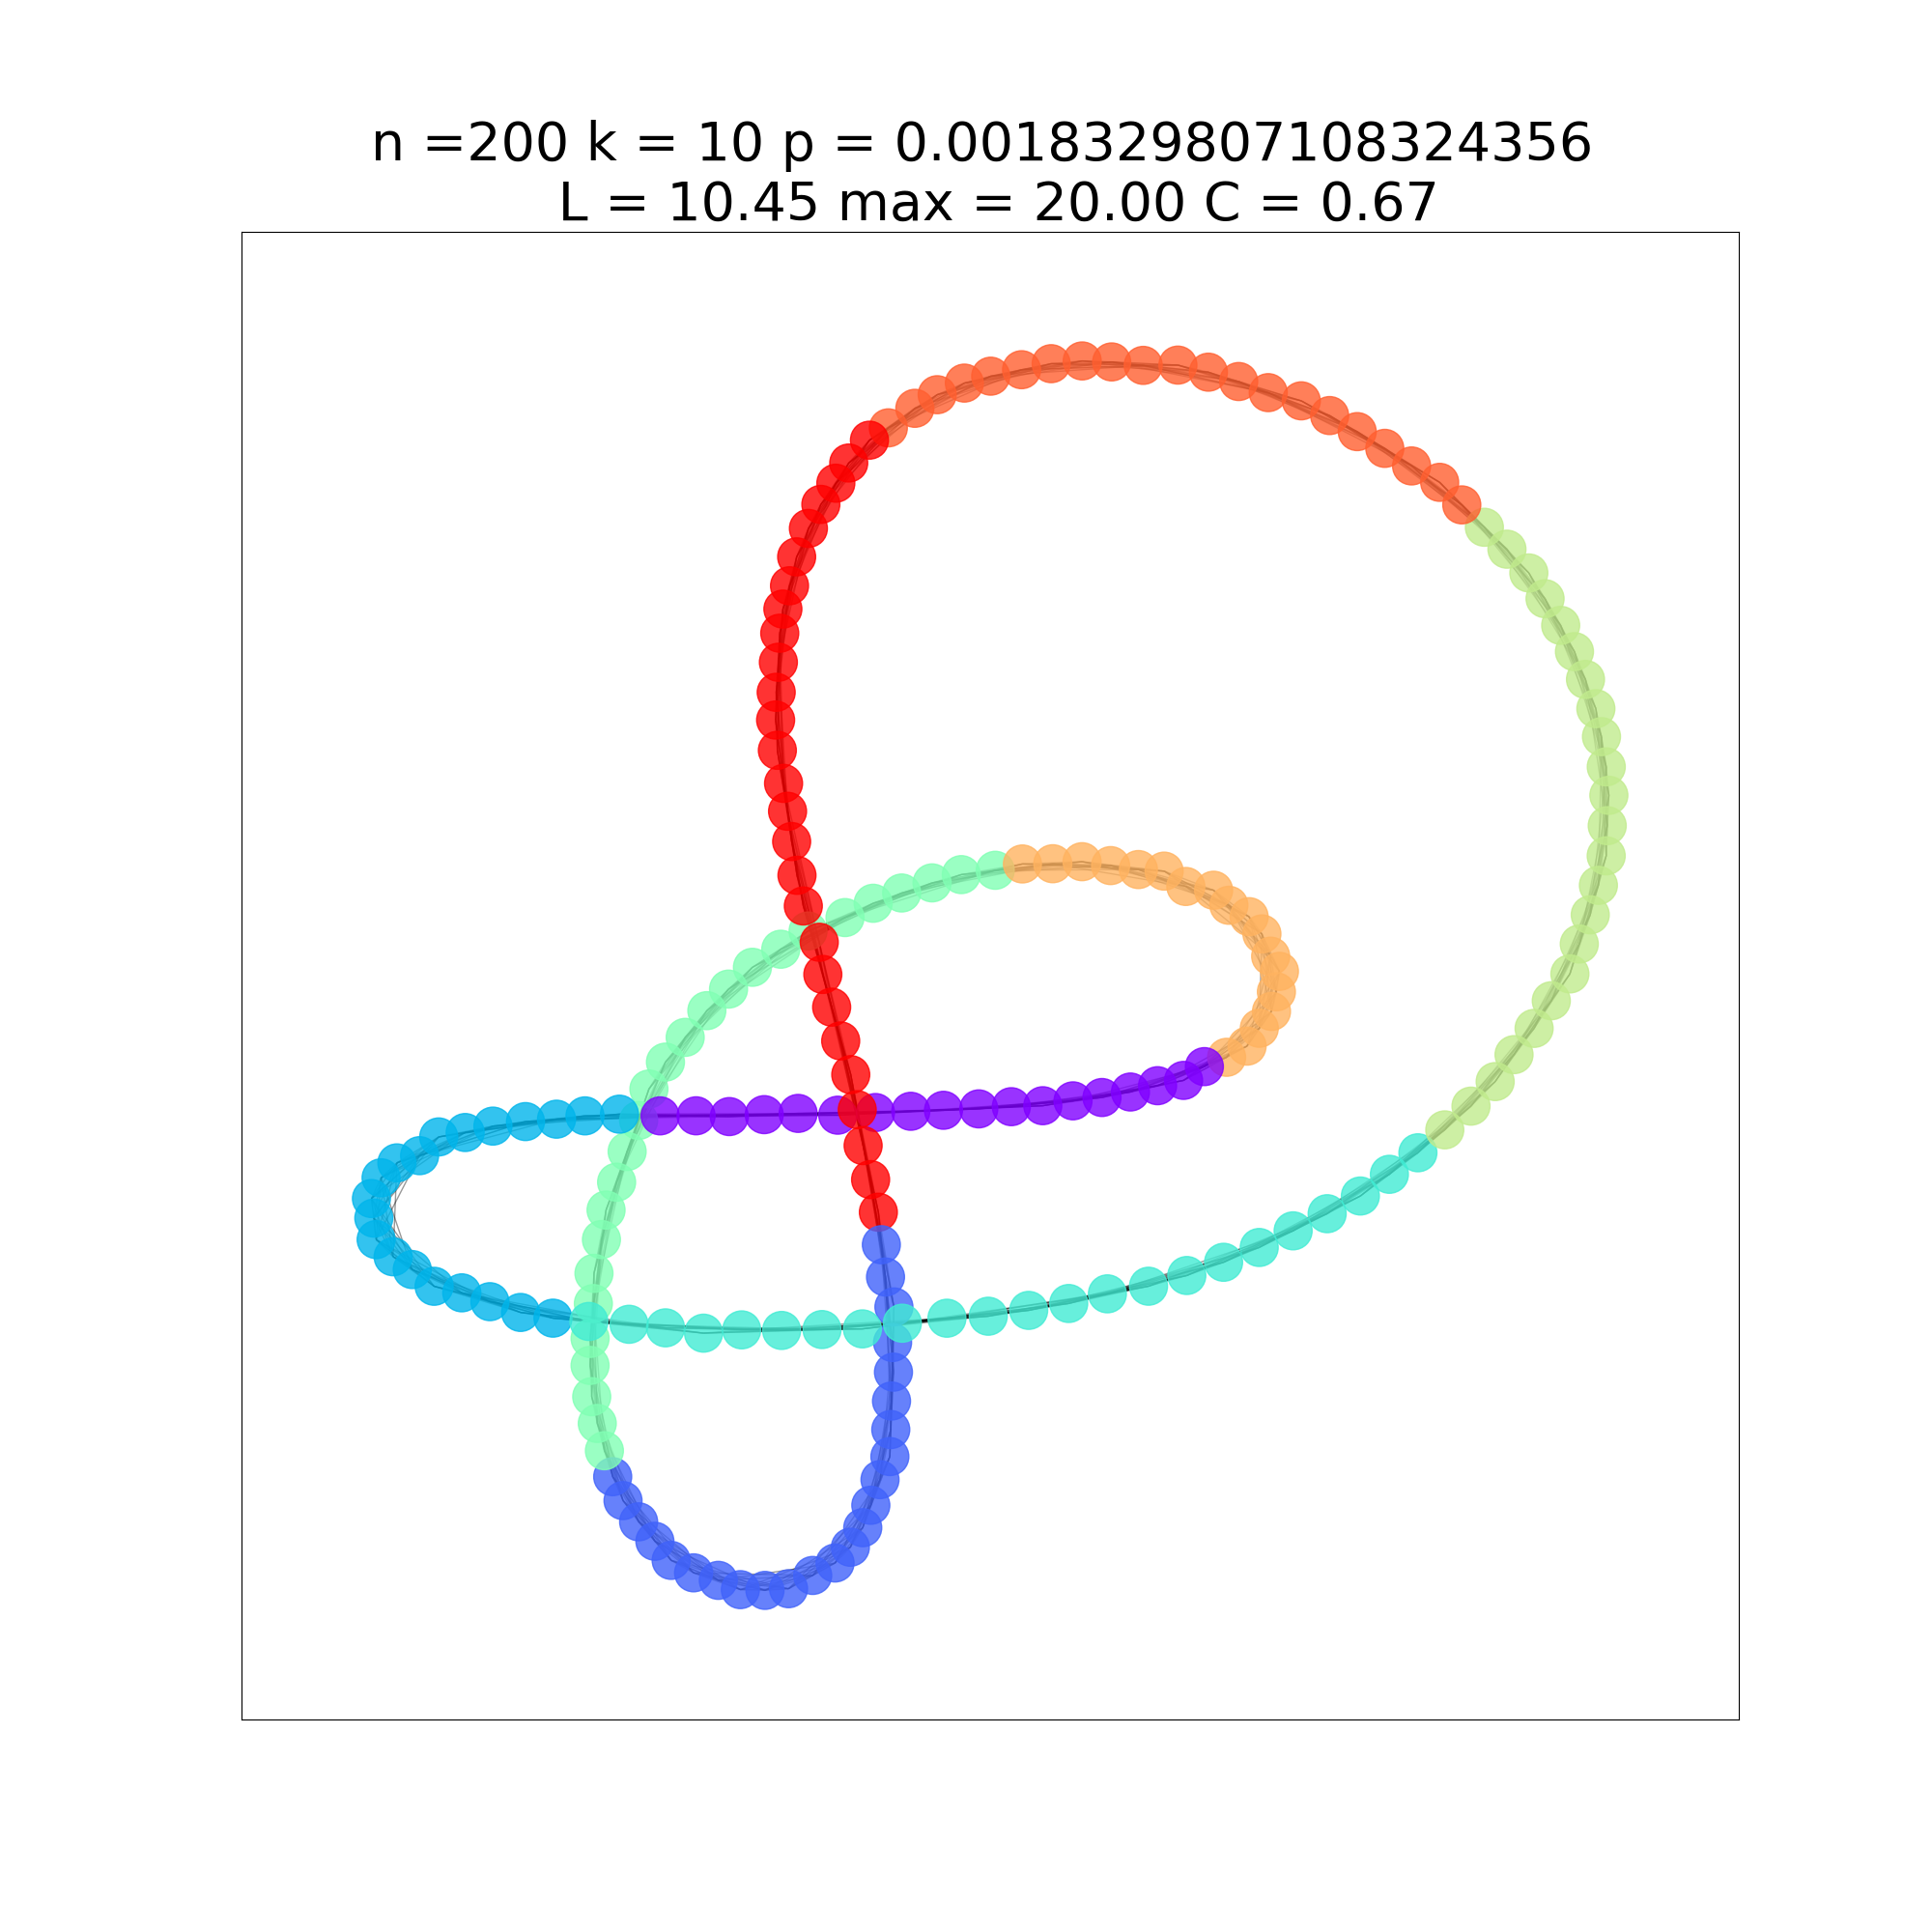 n =200 k = 10 p = 0.0018329807108324356
L = 10.45 max = 20.00 C = 0.67